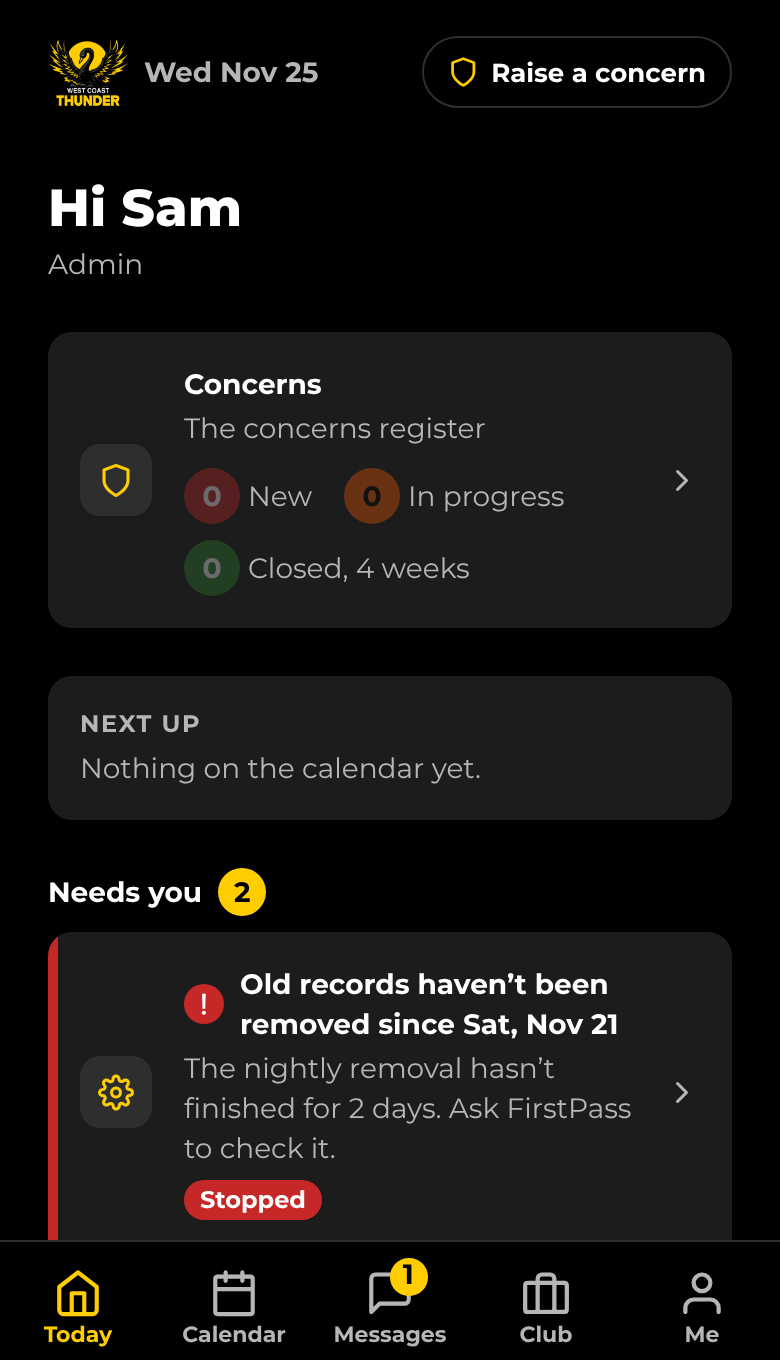 WEST COAST
THUNDER
Wed Nov 25
Raise a concern
Hi Sam
Admin
Concerns
The concerns register
0 New 0 In progress
0 Closed, 4 weeks
NEXT UP
Nothing on the calendar yet.
Needs you 2
! Old records haven’t been
removed since Sat, Nov 21
The nightly removal hasn’t
finished for 2 days. Ask FirstPass
to check it.
Stopped
1
Today Calendar Messages Club Me